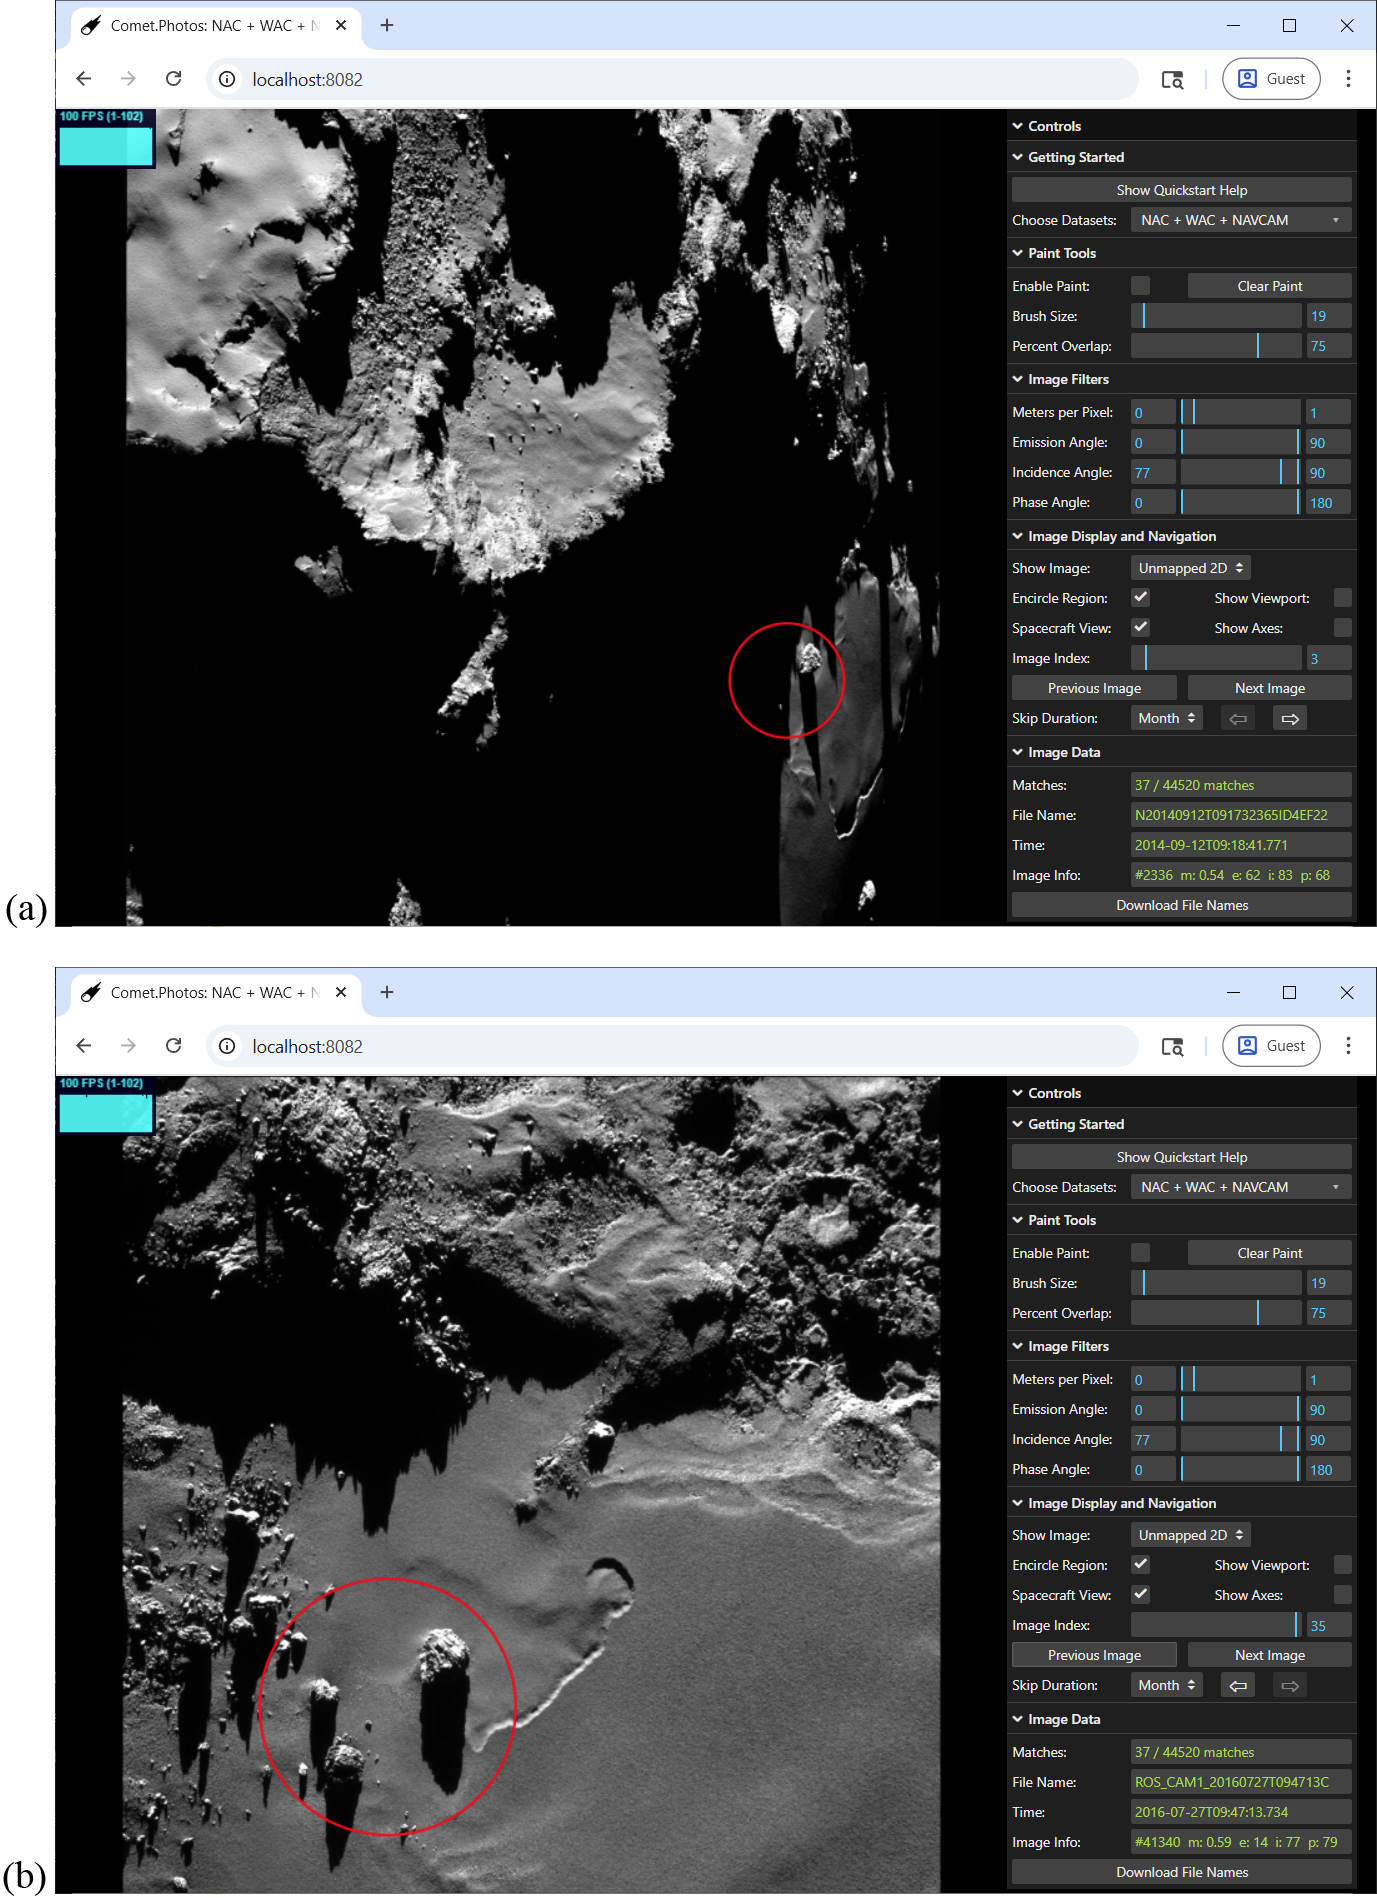 Comet.Photos: NAC + WAC + N
localhost:8082
Guest
100 FPS (1-102)
Controls
Getting Started
Show Quickstart Help
Choose Datasets: NAC + WAC + NAVCAM
Paint Tools
Enable Paint: Clear Paint
Brush Size: 19
Percent Overlap: 75
Image Filters
Meters per Pixel: 0 1
Emission Angle: 0 90
Incidence Angle: 77 90
Phase Angle: 0 180
Image Display and Navigation
Show Image: Unmapped 2D
Encircle Region: Show Viewport:
Spacecraft View: Show Axes:
Image Index: 3
Previous Image Next Image
Skip Duration: Month
Image Data
Matches: 37 / 44520 matches
File Name: N20140912T091732365ID4EF22
Time: 2014-09-12T09:18:41.771
Image Info: #2336 m: 0.54 e: 62 i: 83 p: 68
Download File Names
(a)
Comet.Photos: NAC + WAC + N
localhost:8082
Guest
100 FPS (1-102)
Controls
Getting Started
Show Quickstart Help
Choose Datasets: NAC + WAC + NAVCAM
Paint Tools
Enable Paint: Clear Paint
Brush Size: 19
Percent Overlap: 75
Image Filters
Meters per Pixel: 0 1
Emission Angle: 0 90
Incidence Angle: 77 90
Phase Angle: 0 180
Image Display and Navigation
Show Image: Unmapped 2D
Encircle Region: Show Viewport:
Spacecraft View: Show Axes:
Image Index: 35
Previous Image Next Image
Skip Duration: Month
Image Data
Matches: 37 / 44520 matches
File Name: ROS_CAM1_20160727T094713C
Time: 2016-07-27T09:47:13.734
Image Info: #41340 m: 0.59 e: 14 i: 77 p: 79
Download File Names
(b)